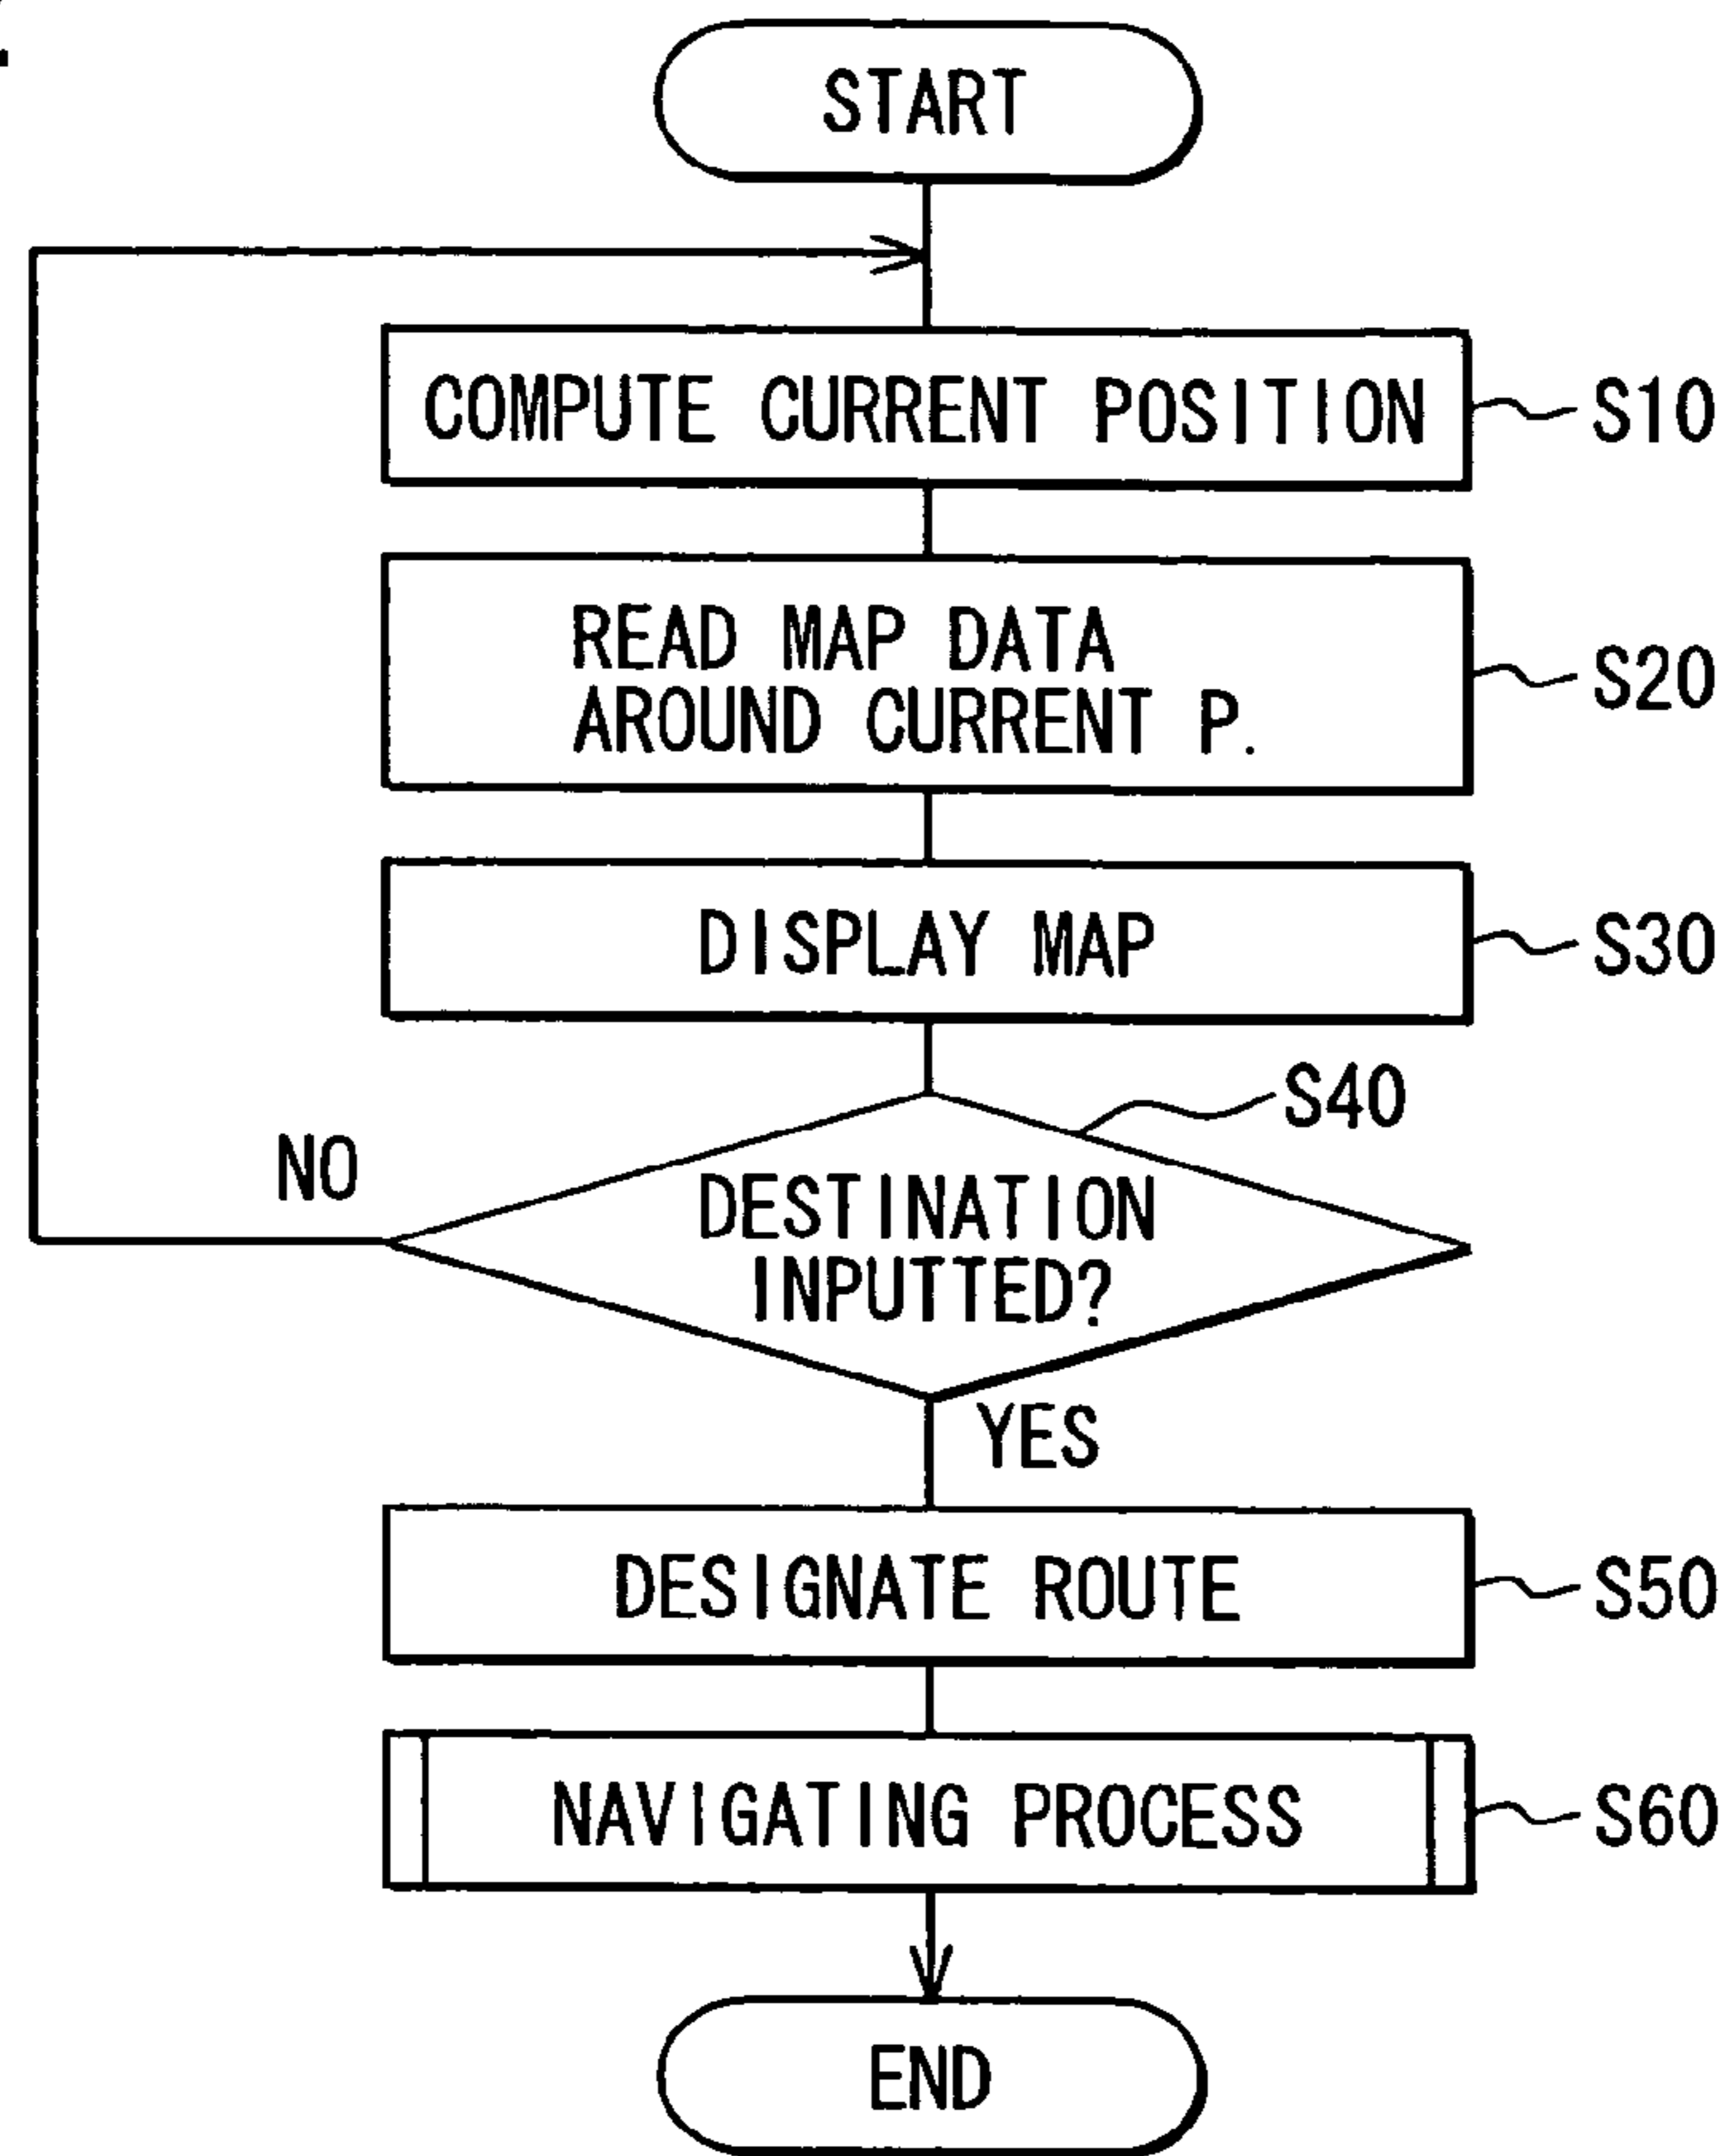 START
COMPUTE CURRENT POSITION
S10
READ MAP DATA
AROUND CURRENT P.
S20
DISPLAY MAP
S30
S40
NO
DESTINATION
INPUTTED?
YES
DESIGNATE ROUTE
S50
NAVIGATING PROCESS
S60
END